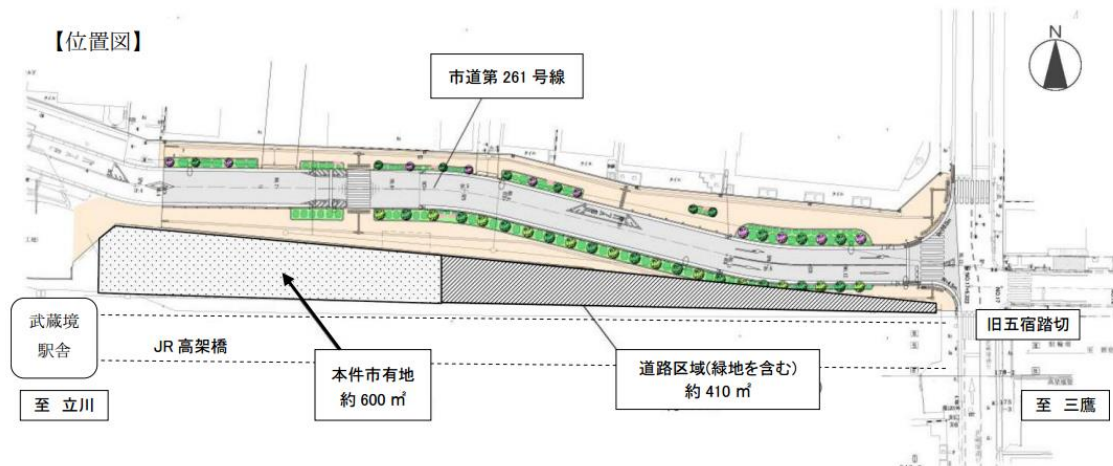 【位置図】
N
市道第 261 号線
武蔵境
駅舎
JR 高架橋
旧五宿踏切
本件市有地
約 600 ㎡
道路区域(緑地を含む)
約 410 ㎡
至 立川
至 三鷹